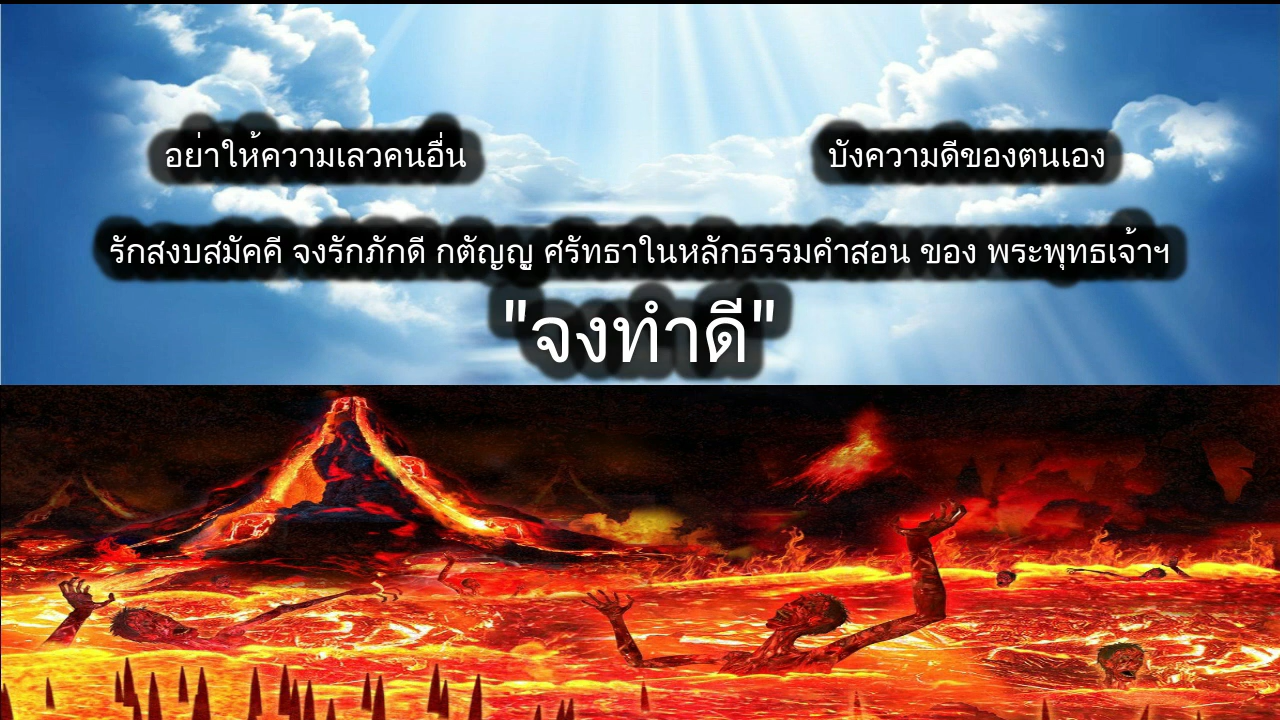 อย่าให้ความเลวคนอื่น บังความดีของตนเอง
รักสงบสมัคคี จงรักภักดี กตัญญู ศรัทธาในหลักธรรมคำสอน ของ พระพุทธเจ้าฯ
"จงทำดี"